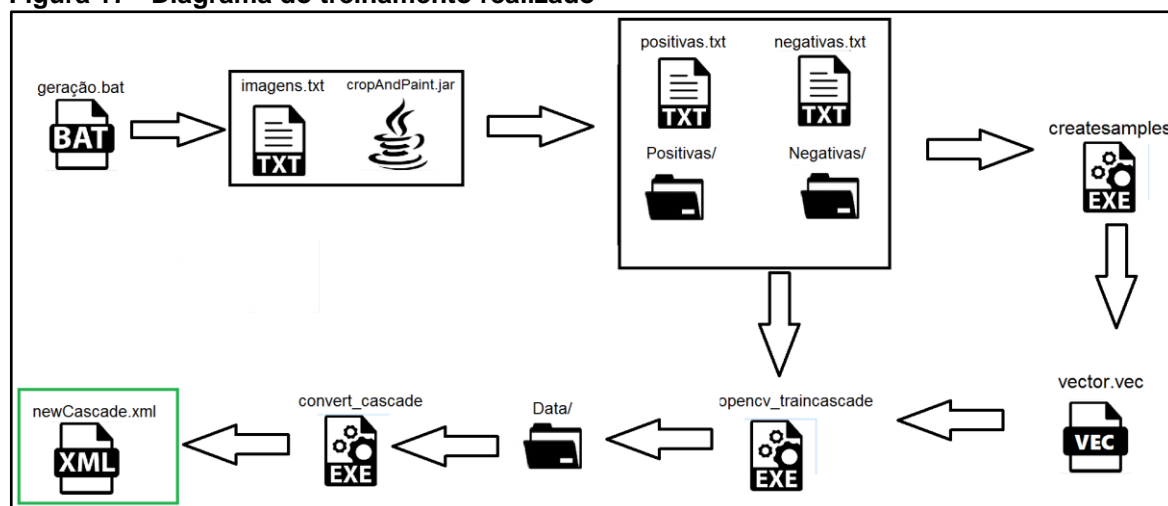 Figura 17 - Diagrama do treinamento realizado
geração.bat
BAT
imagens.txt
TXT
cropAndPaint.jar
positivas.txt
TXT
negativas.txt
TXT
Positivas/
Negativas/
createsamples
EXE
vector.vec
VEC
opencv_traincascade
EXE
Data/
convert_cascade
EXE
newCascade.xml
XML